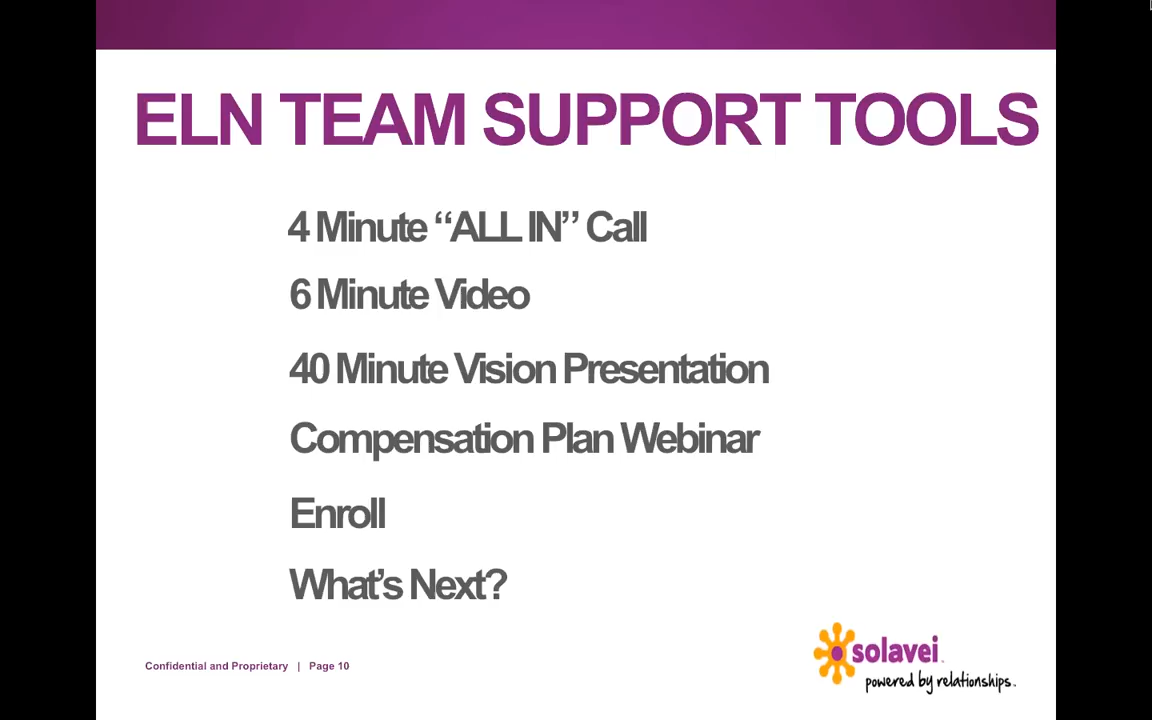 ELN TEAM SUPPORT TOOLS
4 Minute “ALL IN” Call
6 Minute Video
40 Minute Vision Presentation
Compensation Plan Webinar
Enroll
What’s Next?
Confidential and Proprietary | Page 10
solavei
powered by relationships.